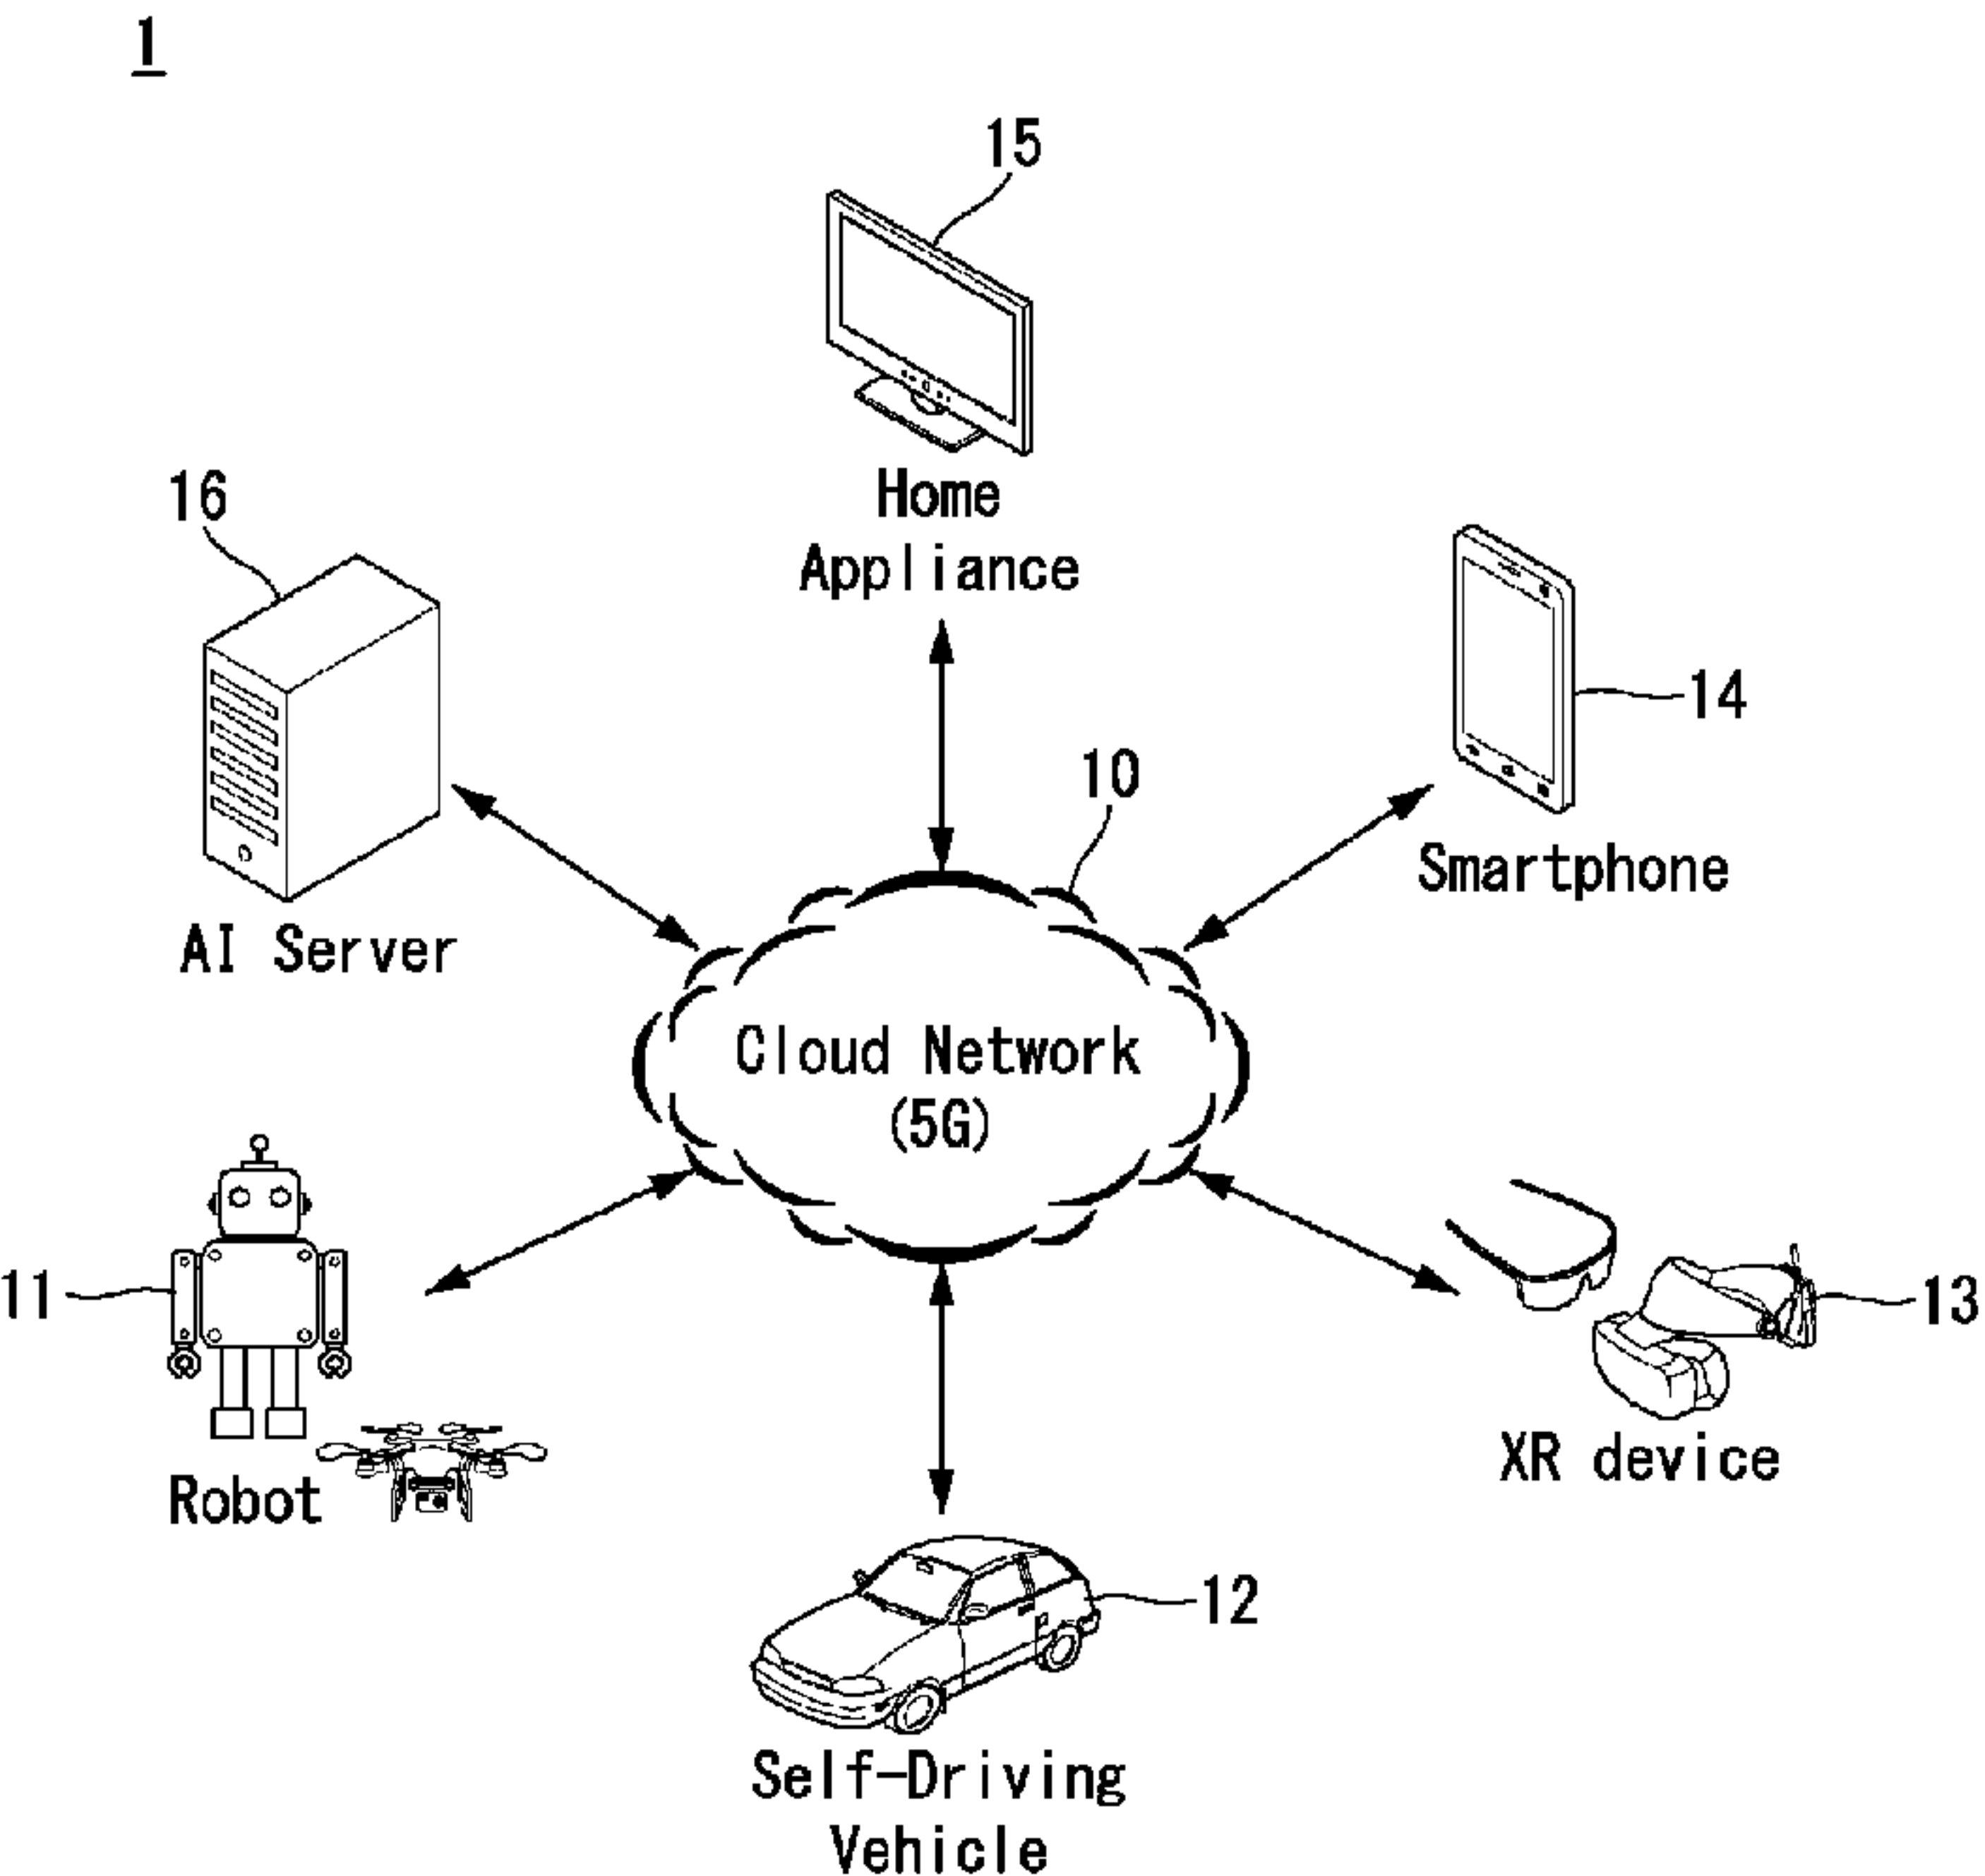 1
15
Home
Appliance
16
AI Server
14
Smartphone
10
Cloud Network
(5G)
11
Robot
13
XR device
12
Self-Driving
Vehicle